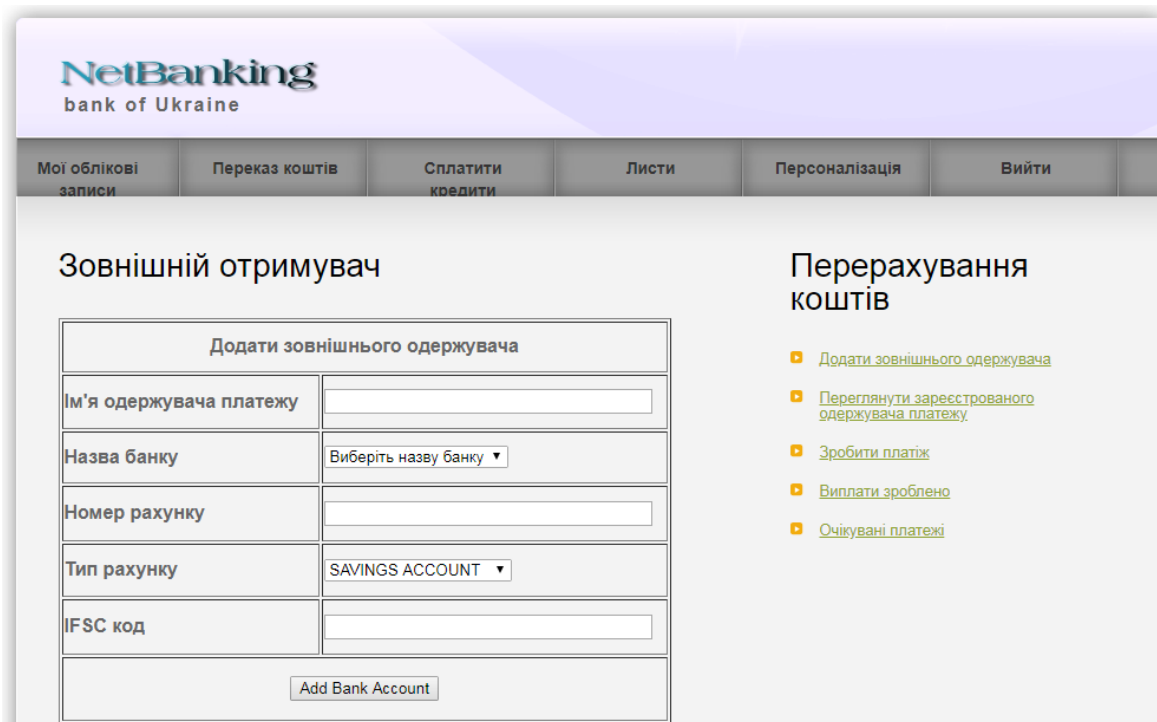 NetBanking
bank of Ukraine
Мої облікові записи
Переказ коштів
Сплатити кредити
Листи
Персоналізація
Вийти
Зовнішній отримувач
Додати зовнішнього одержувача
Ім'я одержувача платежу
Назва банку
Виберіть назву банку
Номер рахунку
Тип рахунку
SAVINGS ACCOUNT
IFSC код
Add Bank Account
Перерахування
коштів
Додати зовнішнього одержувача
Переглянути зареєстрованого
одержувача платежу
Зробити платіж
Виплати зроблено
Очікувані платежі